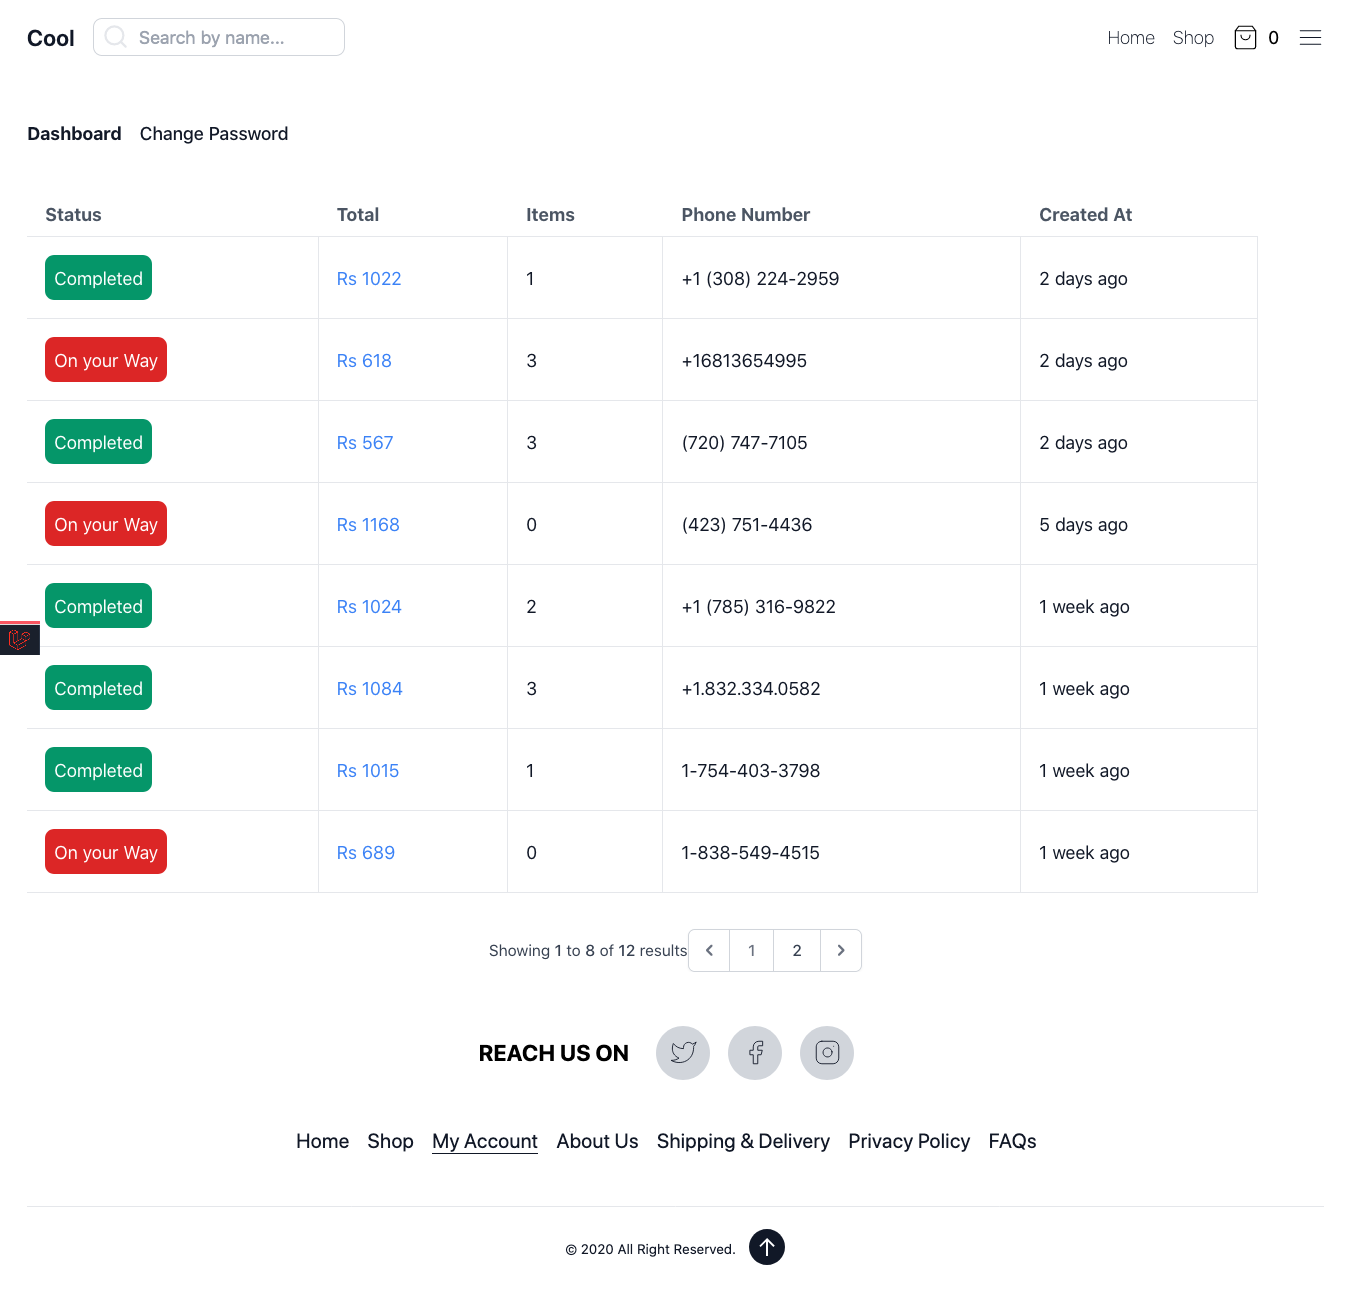 Cool Search by name... Home Shop 0
Dashboard Change Password
Status Total Items Phone Number Created At
Completed Rs 1022 1 +1 (308) 224-2959 2 days ago
On your Way Rs 618 3 +16813654995 2 days ago
Completed Rs 567 3 (720) 747-7105 2 days ago
On your Way Rs 1168 0 (423) 751-4436 5 days ago
Completed Rs 1024 2 +1 (785) 316-9822 1 week ago
Completed Rs 1084 3 +1.832.334.0582 1 week ago
Completed Rs 1015 1 1-754-403-3798 1 week ago
On your Way Rs 689 0 1-838-549-4515 1 week ago
Showing 1 to 8 of 12 results 1 2
REACH US ON
Home Shop My Account About Us Shipping & Delivery Privacy Policy FAQs
© 2020 All Right Reserved.